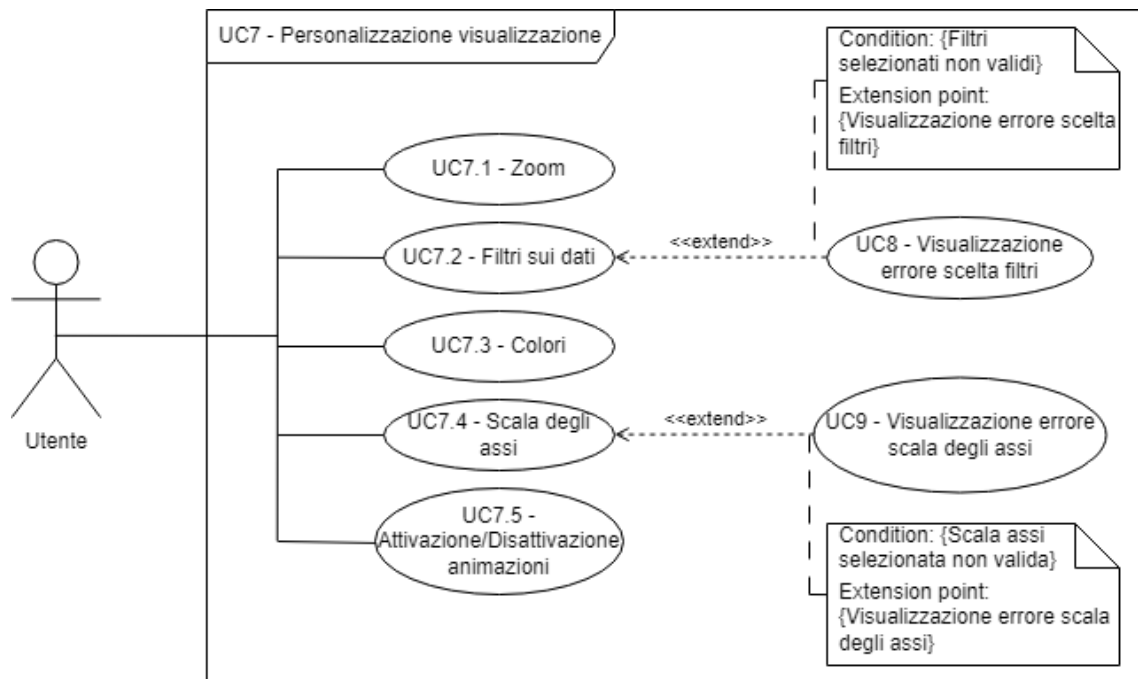 UC7 - Personalizzazione visualizzazione
Condition: {Filtri
selezionati non validi}
Extension point:
{Visualizzazione errore scelta
filtri}
UC7.1 - Zoom
UC7.2 - Filtri sui dati
<<extend>>
UC8 - Visualizzazione
errore scelta filtri
UC7.3 - Colori
Utente
UC7.4 - Scala degli
assi
<<extend>>
UC9 - Visualizzazione errore
scala degli assi
UC7.5 -
Attivazione/Disattivazione
animazioni
Condition: {Scala assi
selezionata non valida}
Extension point:
{Visualizzazione errore scala
degli assi}